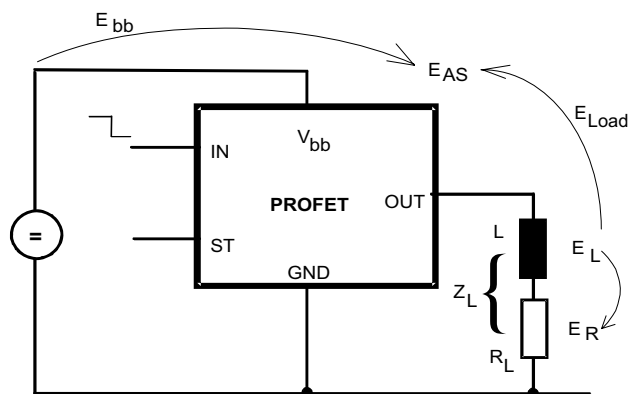 E bb
E AS
E Load
IN
V bb
PROFET
OUT
ST
GND
=
L
E L
Z L
E R
R L